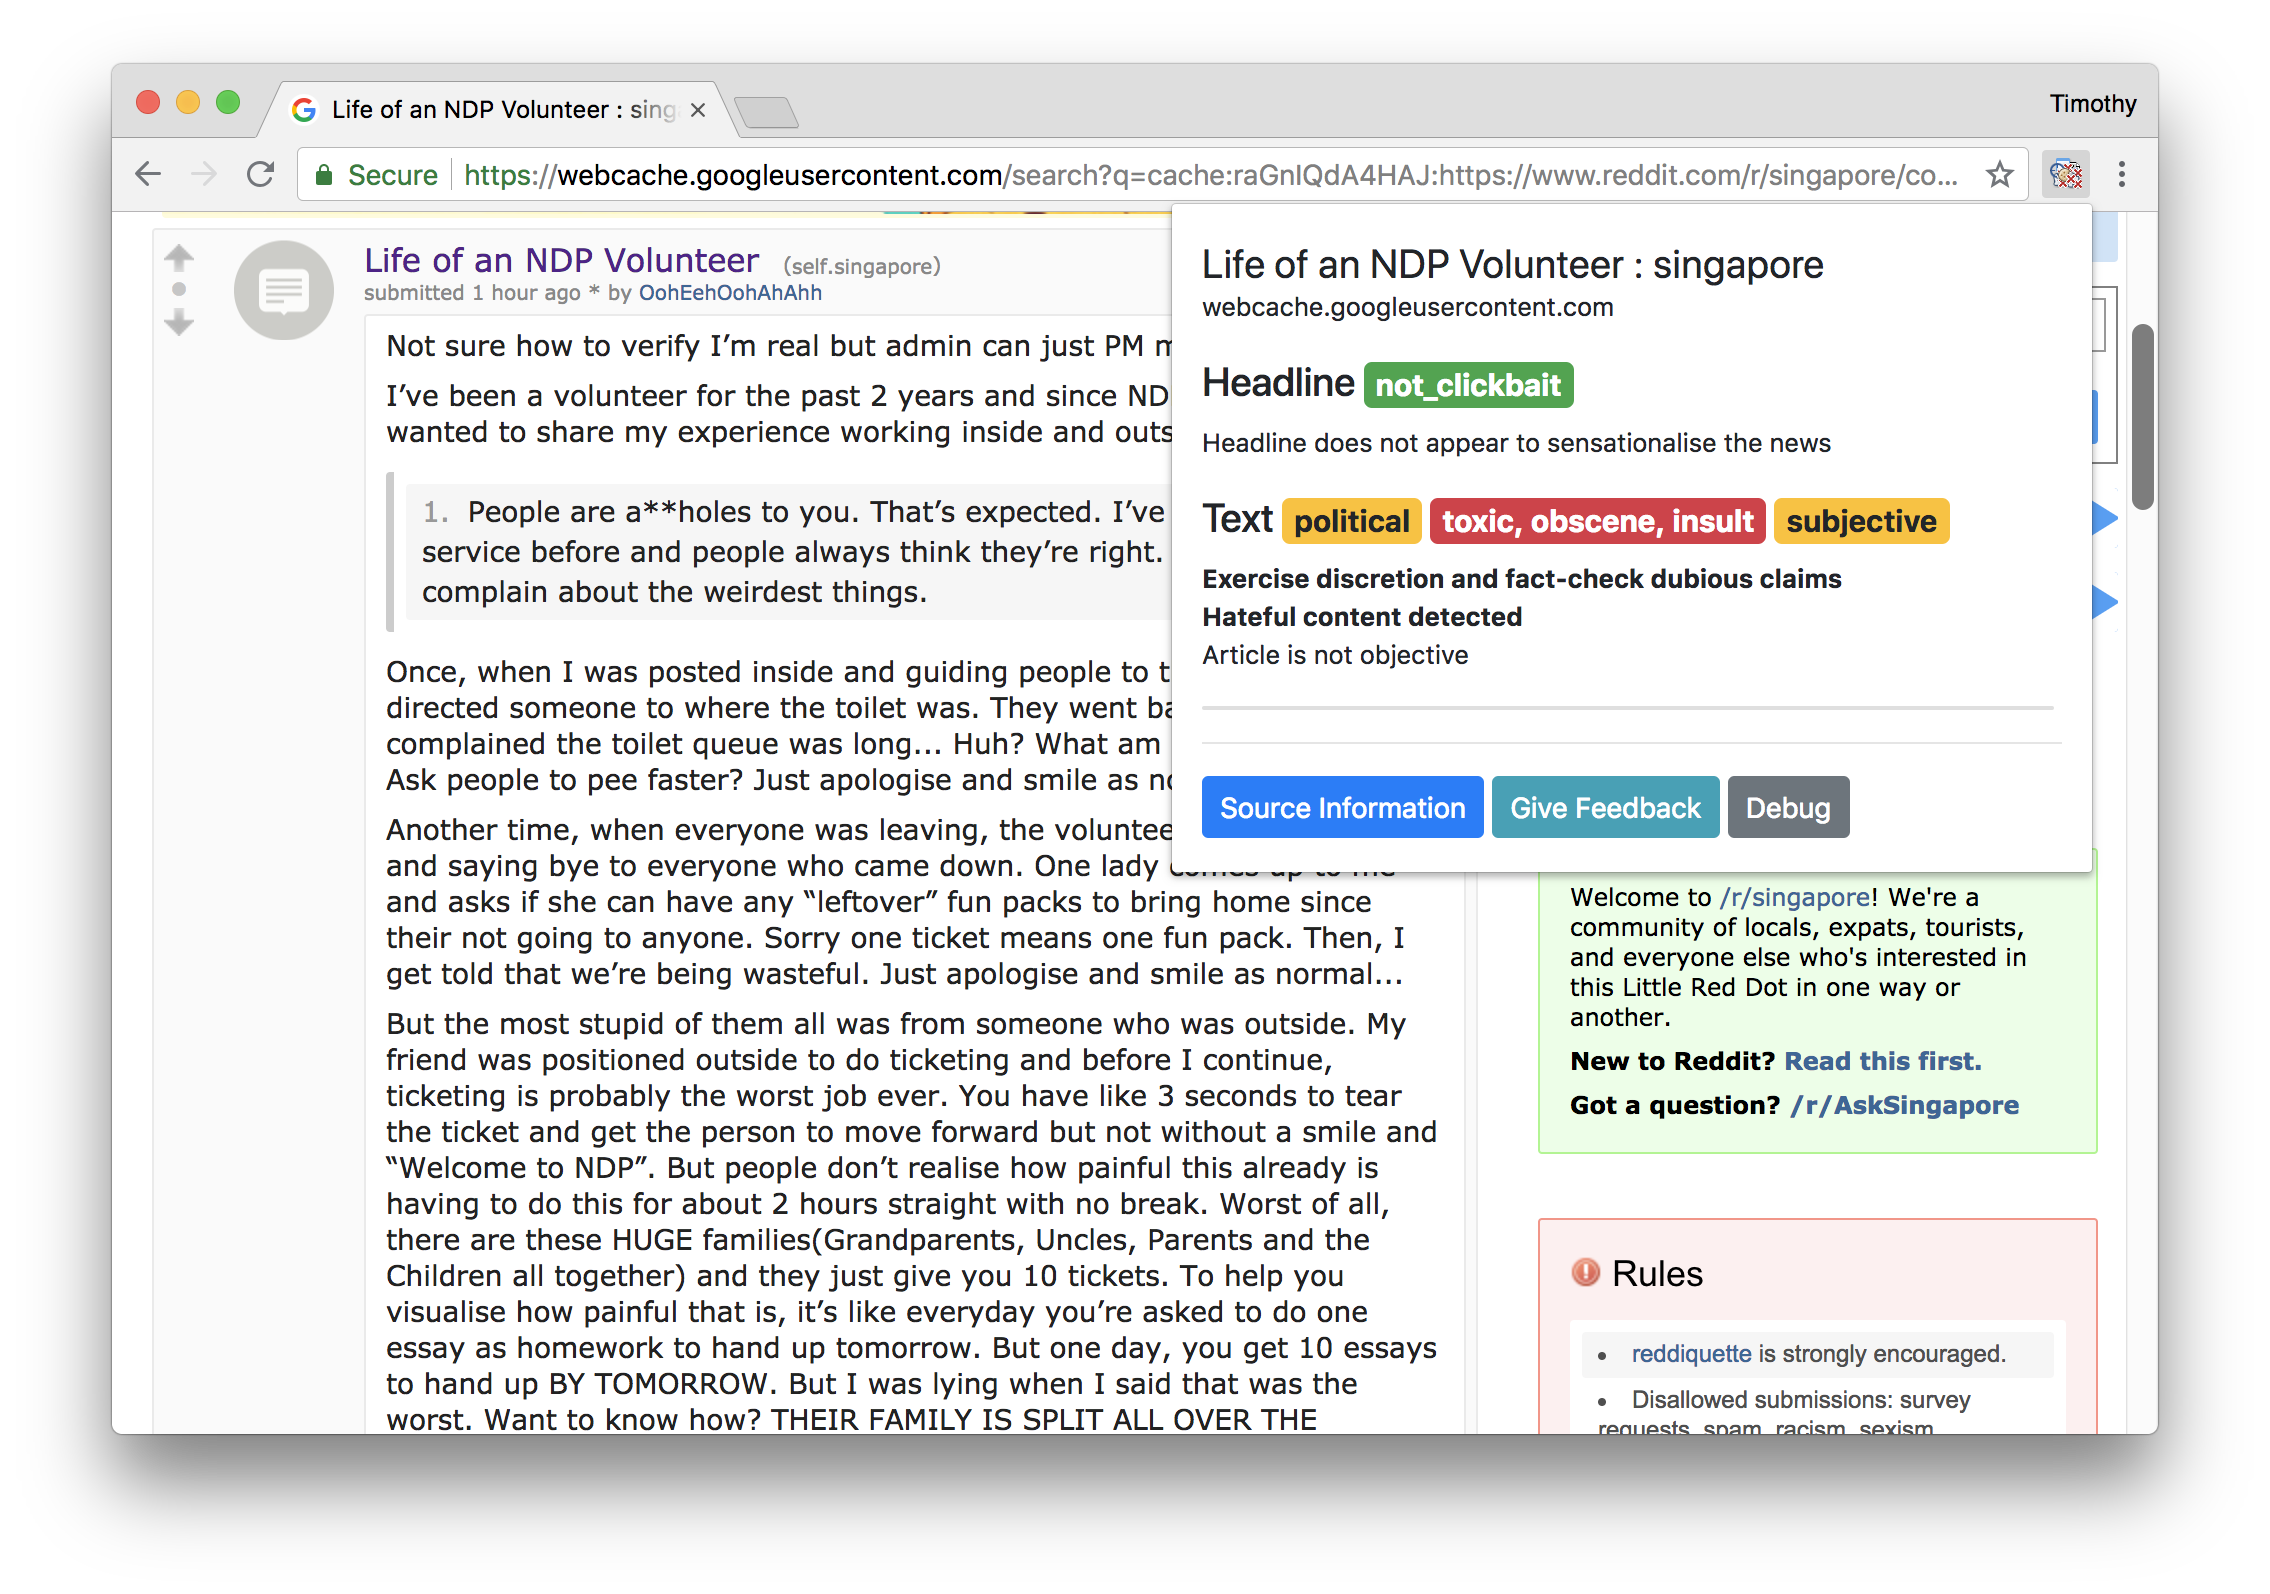 Life of an NDP Volunteer : sing
Timothy
Secure https://webcache.googleusercontent.com/search?q=cache:raGnIQdA4HAJ:https://www.reddit.com/r/singapore/co...
Life of an NDP Volunteer (self.singapore)
submitted 1 hour ago * by OohEehOohAhAhh
Not sure how to verify I’m real but admin can just PM
I’ve been a volunteer for the past 2 years and since
wanted to share my experience working inside and
1. People are a**holes to you. That’s expected. I’ve
service before and people always think they’re right.
complain about the weirdest things.
Once, when I was posted inside and guiding people to
directed someone to where the toilet was. They went
complained the toilet queue was long... Huh? What am
Ask people to pee faster? Just apologise and smile as
Another time, when everyone was leaving, the
and saying bye to everyone who came down. One lady comes up to me
and asks if she can have any “leftover” fun packs to bring home since
their not going to anyone. Sorry one ticket means one fun pack. Then, I
get told that we’re being wasteful. Just apologise and smile as normal...
But the most stupid of them all was from someone who was outside. My
friend was positioned outside to do ticketing and before I continue,
ticketing is probably the worst job ever. You have like 3 seconds to tear
the ticket and get the person to move forward but not without a smile and
“Welcome to NDP”. But people don’t realise how painful this already is
having to do this for about 2 hours straight with no break. Worst of all,
there are these HUGE families(Grandparents, Uncles, Parents and the
Children all together) and they just give you 10 tickets. To help you
visualise how painful that is, it’s like everyday you’re asked to do one
essay as homework to hand up tomorrow. But one day, you get 10 essays
to hand up BY TOMORROW. But I was lying when I said that was the
worst. Want to know how? THEIR FAMILY IS SPLIT ALL OVER THE
Life of an NDP Volunteer : singapore
webcache.googleusercontent.com
Headline not_clickbait
Headline does not appear to sensationalise the news
Text political toxic, obscene, insult subjective
Exercise discretion and fact-check dubious claims
Hateful content detected
Article is not objective
Source Information Give Feedback Debug
Welcome to /r/singapore! We're a
community of locals, expats, tourists,
and everyone else who's interested in
this Little Red Dot in one way or
another.
New to Reddit? Read this first.
Got a question? /r/AskSingapore
Rules
• reddiquette is strongly encouraged.
• Disallowed submissions: survey
requests, spam, racism, sexism,